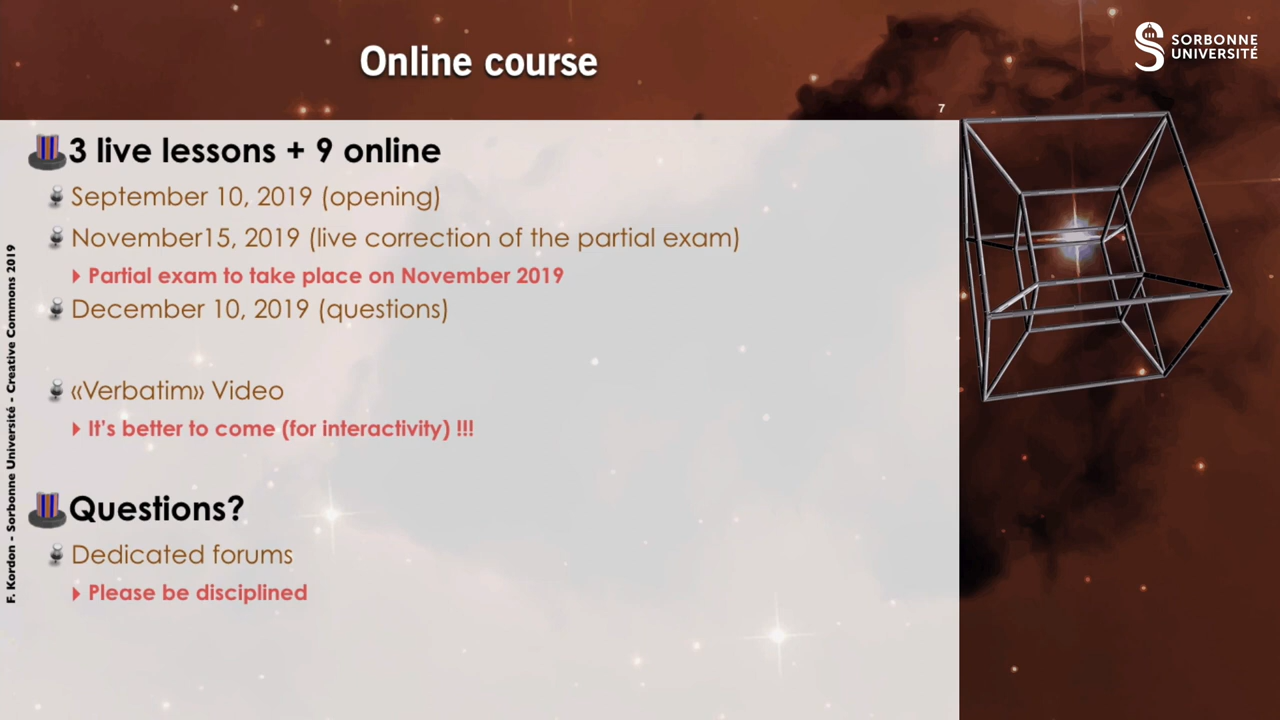 Online course
SORBONNE
UNIVERSITÉ
7
3 live lessons + 9 online
September 10, 2019 (opening)
November15, 2019 (live correction of the partial exam)
Partial exam to take place on November 2019
December 10, 2019 (questions)
«Verbatim» Video
It's better to come (for interactivity) !!!
Questions?
Dedicated forums
Please be disciplined
F. Kordon - Sorbonne Université - Creative Commons 2019